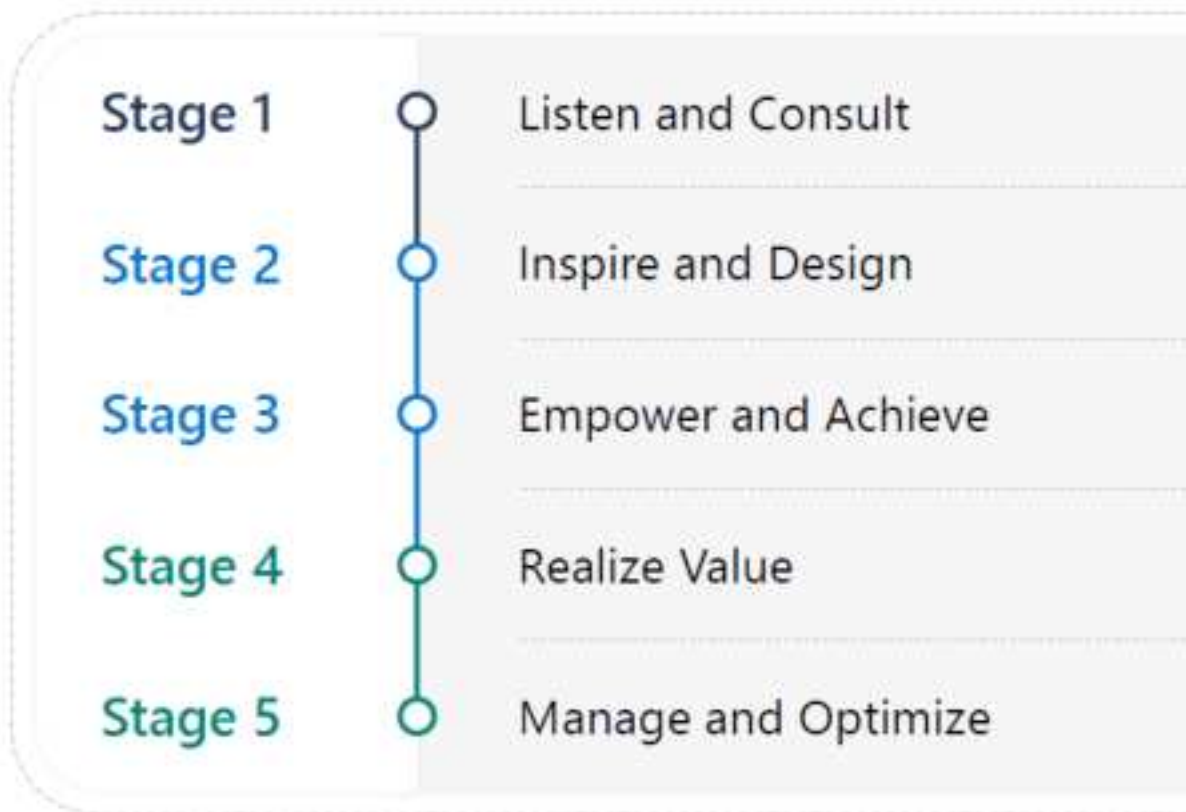 Stage 1 Listen and Consult
Stage 2 Inspire and Design
Stage 3 Empower and Achieve
Stage 4 Realize Value
Stage 5 Manage and Optimize